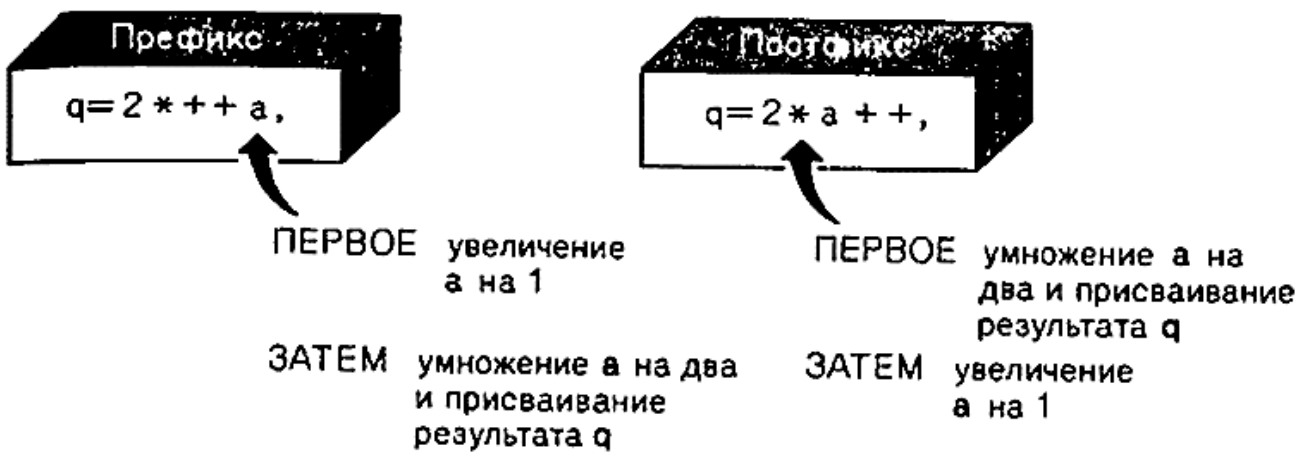 Префикс
q=2*++a,
ПЕРВОЕ увеличение
а на 1
ЗАТЕМ умножение а на два
и присваивание
результата q
Постфикс
q=2*a++,
ПЕРВОЕ умножение а на
два и присваивание
результата q
ЗАТЕМ увеличение
а на 1